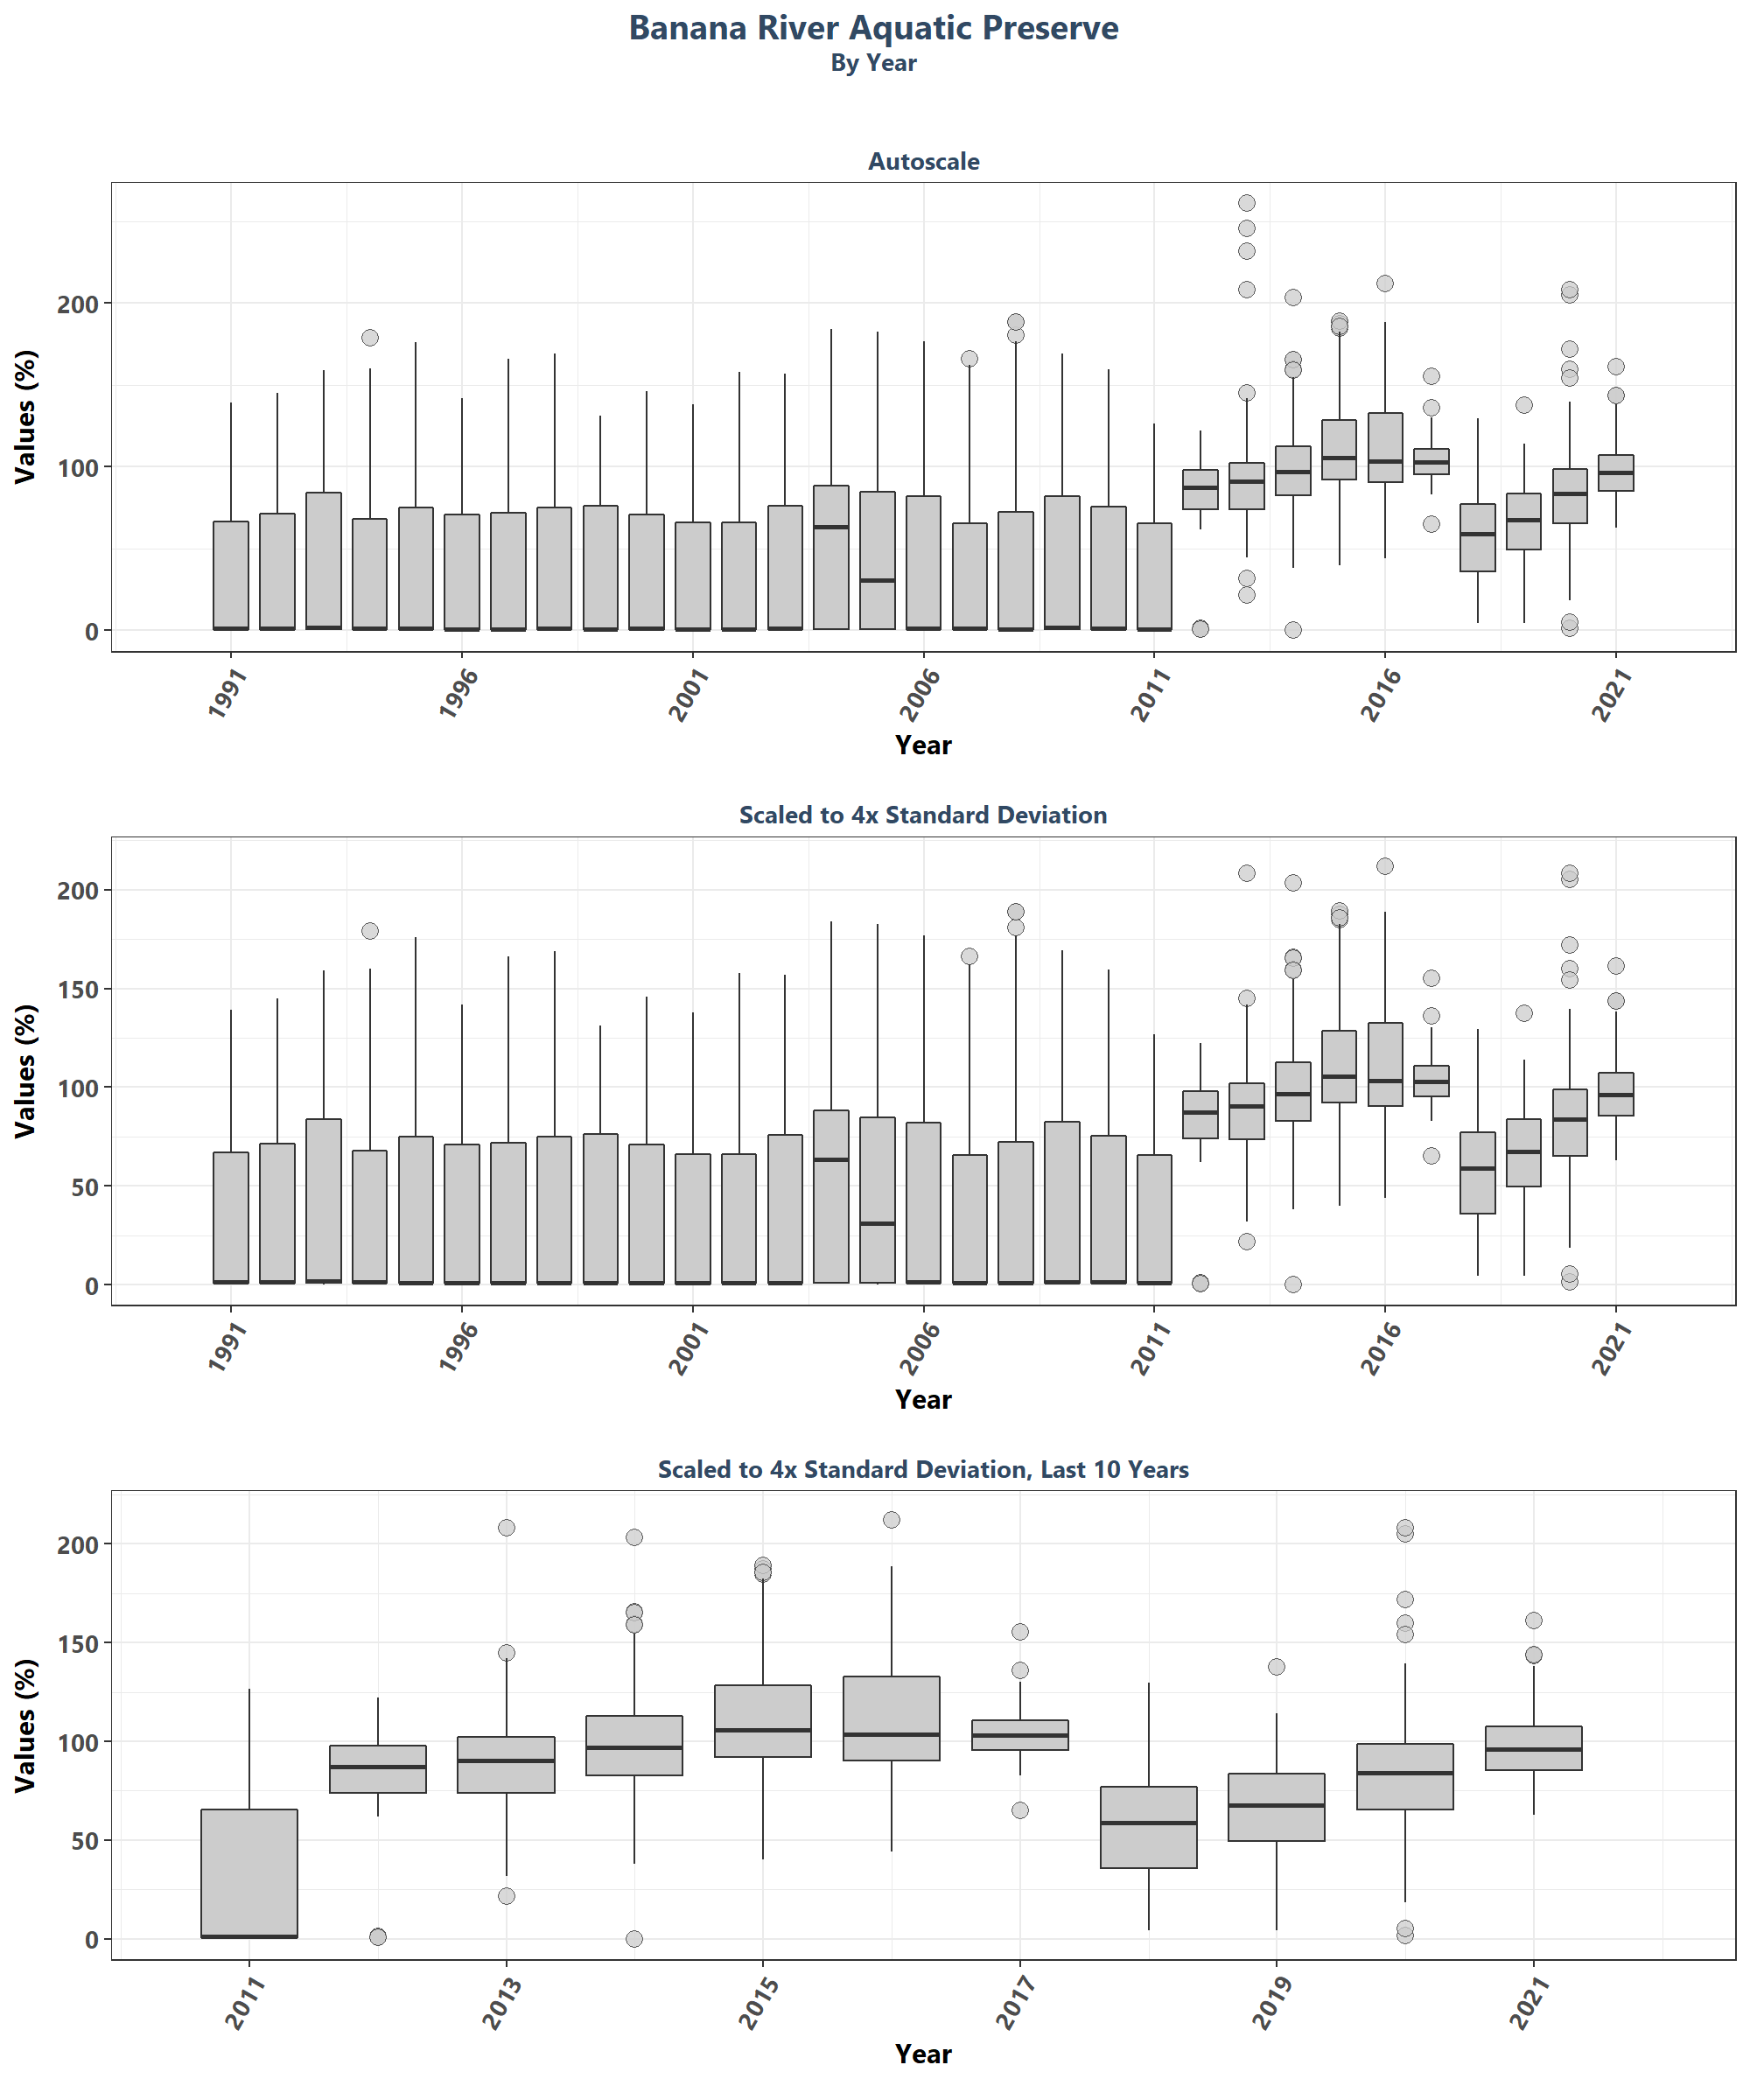 Banana River Aquatic Preserve
By Year
Autoscale
Values (%)
200
100
0
1991 1996 2001 2006 2011 2016 2021
Year
Scaled to 4x Standard Deviation
Values (%)
200
150
100
50
0
1991 1996 2001 2006 2011 2016 2021
Year
Scaled to 4x Standard Deviation, Last 10 Years
Values (%)
200
150
100
50
0
2011 2013 2015 2017 2019 2021
Year